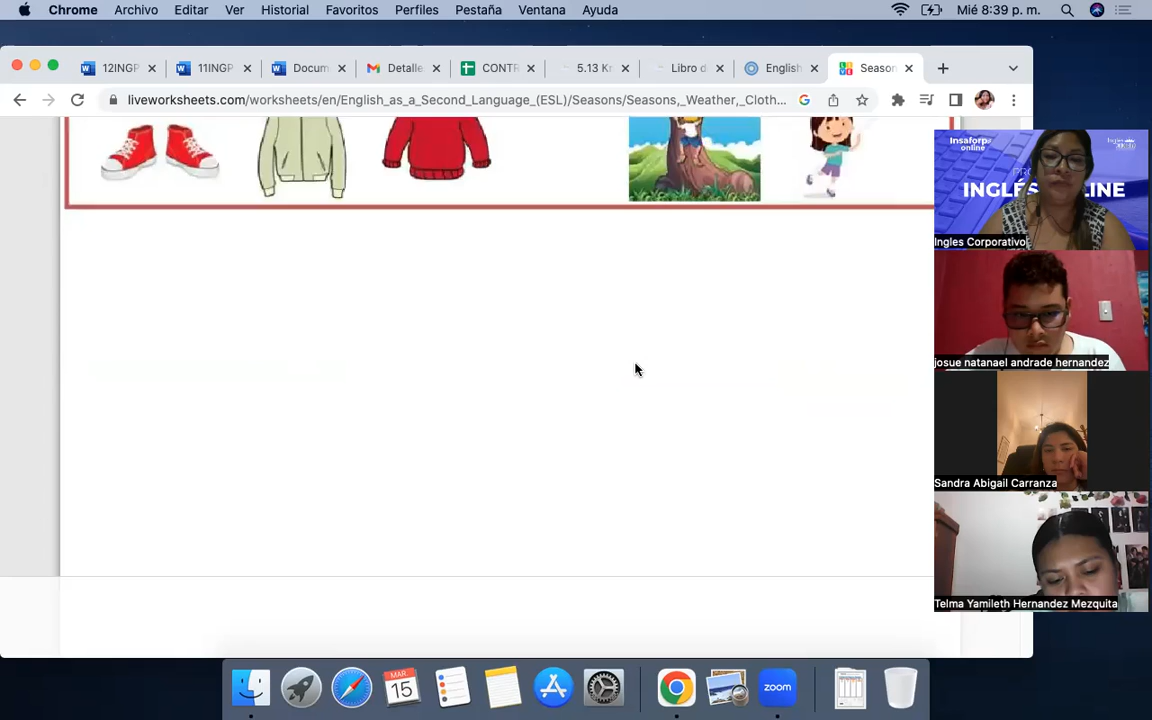 Chrome Archivo Editar Ver Historial Favoritos Perfiles Pestaña Ventana Ayuda Mié 8:39 p. m.
12INGP 11INGP Docum Detalle CONTR 5.13 Kr Libro d English Season
liveworksheets.com/worksheets/en/English_as_a_Second_Language_(ESL)/Seasons/Seasons,_Weather,_Cloth...
Insaforp
online
INGLÉS ONLINE
Ingles Corporativo
josue natanael andrade hernandez
Sandra Abigail Carranza
Telma Yamileth Hernandez Mezquita
MAR.
15
zoom